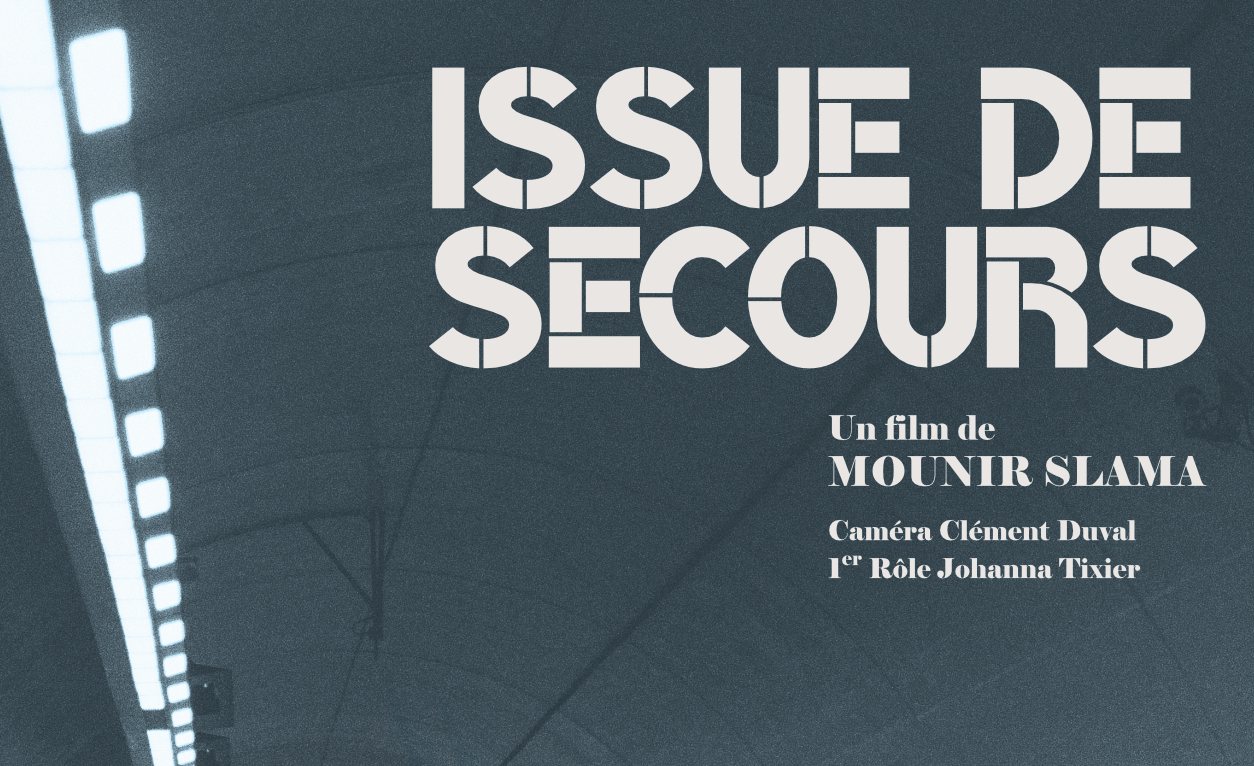 ISSUE DE
SECOURS
Un film de
MOUNIR SLAMA
Caméra Clément Duval
1er Rôle Johanna Tixier